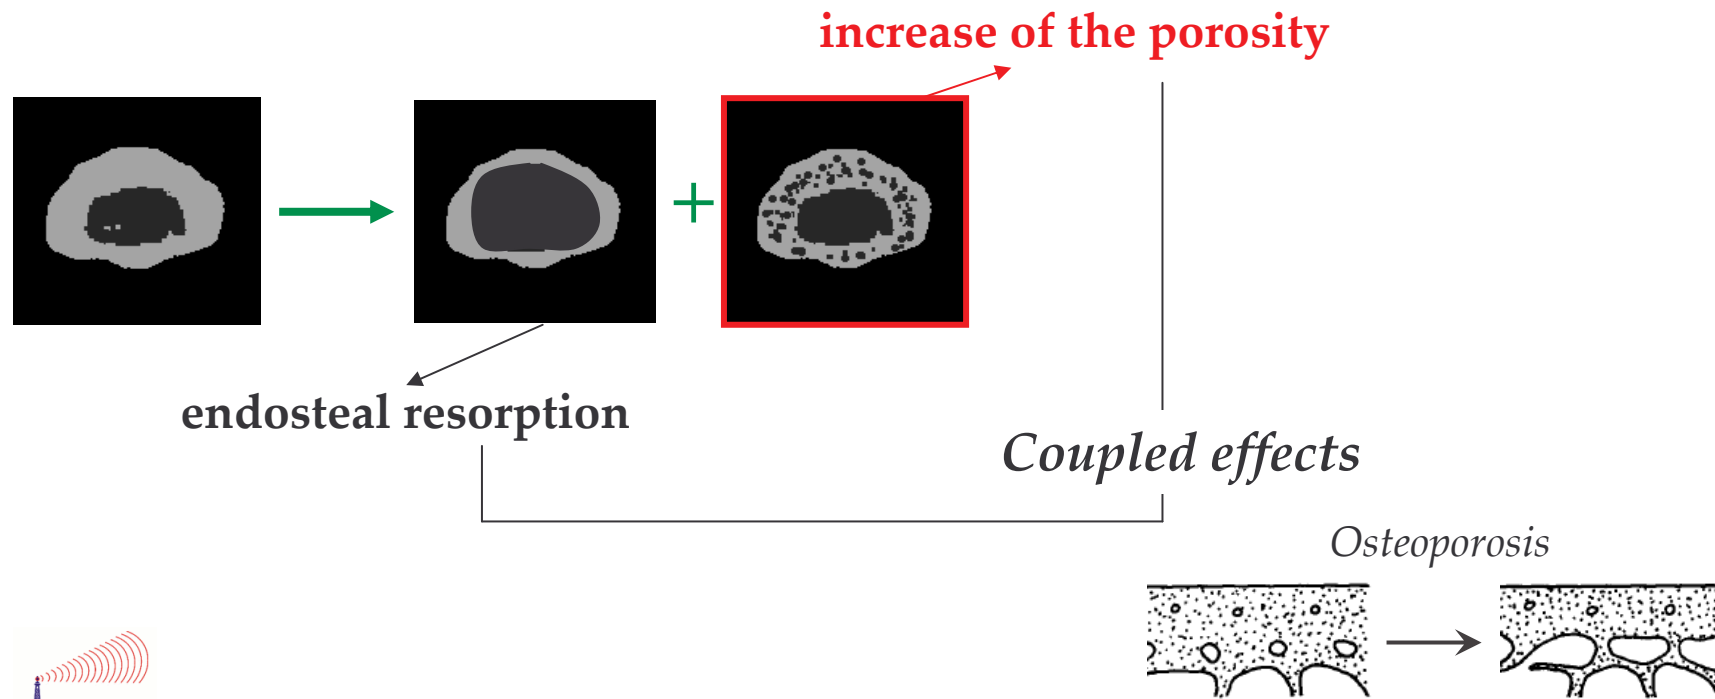 increase of the porosity
+
endosteal resorption
Coupled effects
Osteoporosis